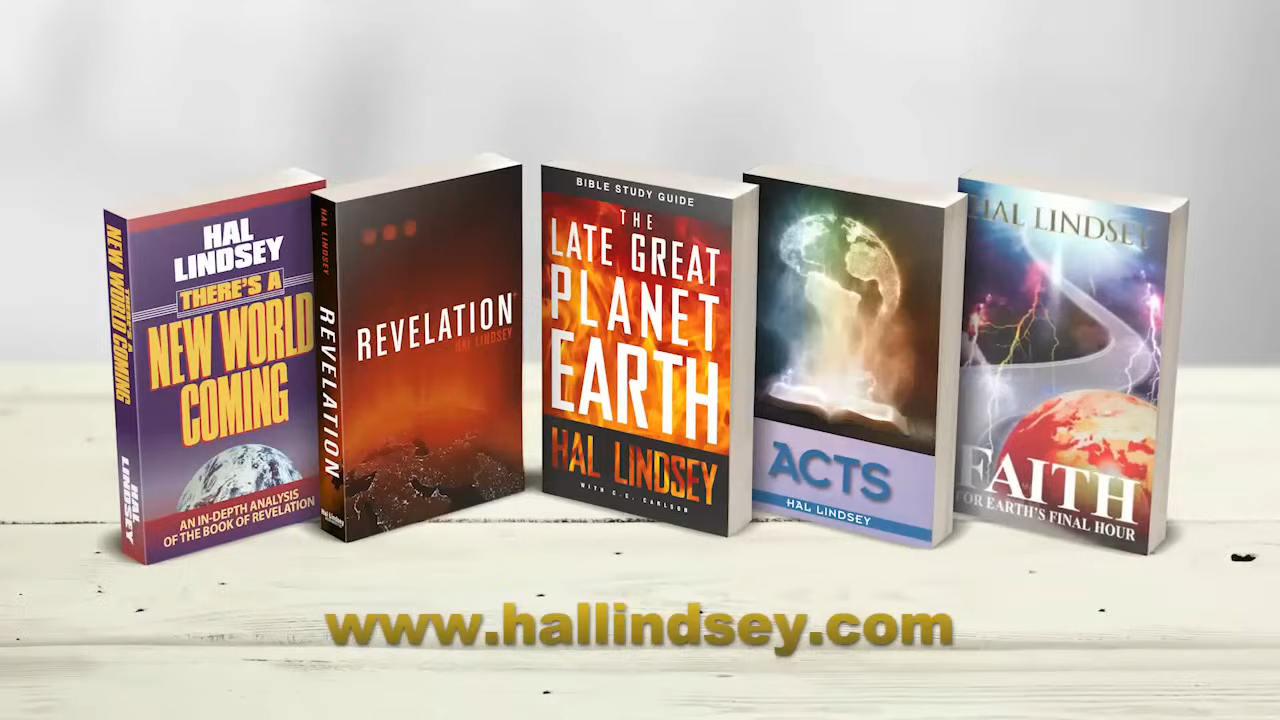 HAL
LINDSEY
THERE'S A
NEW WORLD
COMING
AN IN-DEPTH ANALYSIS
OF THE BOOK OF REVELATION
THERE'S A
NEW WORLD COMING
HAL
LINDSEY
HAL LINDSEY
REVELATION
Hal Lindsey
REVELATION
HAL LINDSEY
BIBLE STUDY GUIDE
THE
LATE GREAT
PLANET
EARTH
HAL LINDSEY
WITH C.C. CARLSON
ACTS
HAL LINDSEY
HAL LINDSEY
FAITH
FOR EARTH'S FINAL HOUR
www.hallindsey.com